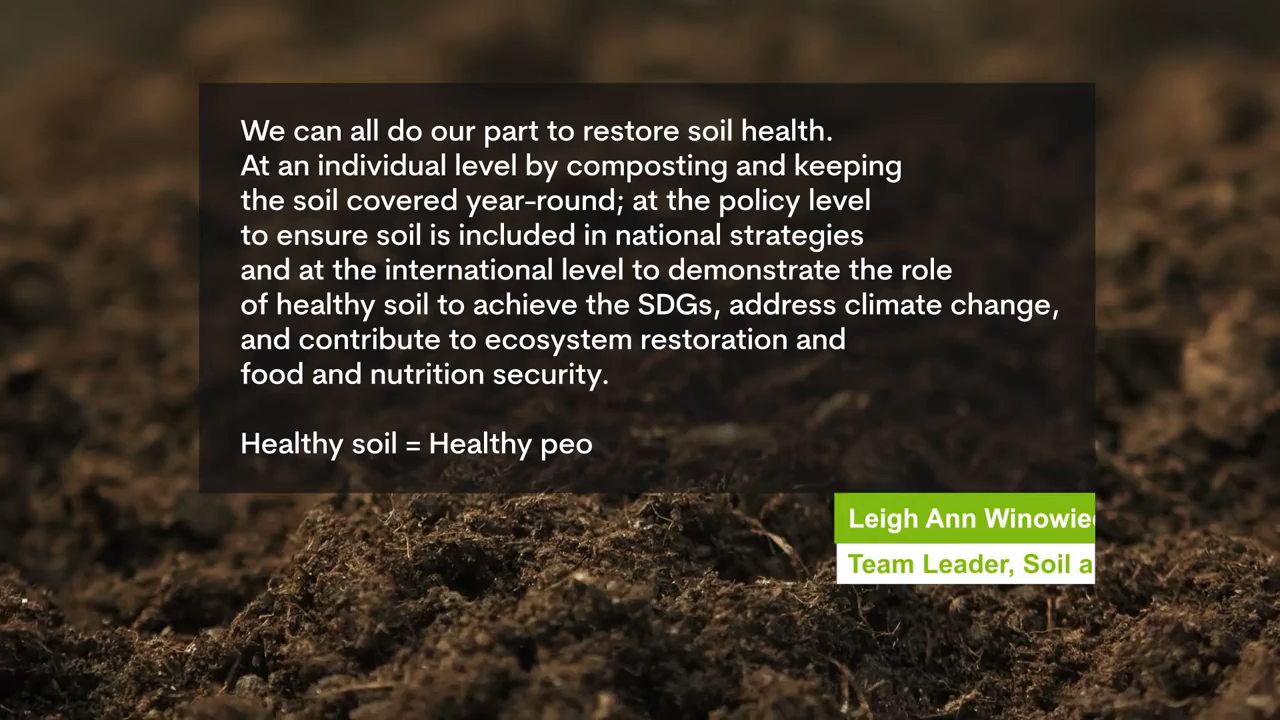 We can all do our part to restore soil health.
At an individual level by composting and keeping
the soil covered year-round; at the policy level
to ensure soil is included in national strategies
and at the international level to demonstrate the role
of healthy soil to achieve the SDGs, address climate change,
and contribute to ecosystem restoration and
food and nutrition security.
Healthy soil = Healthy peo
Leigh Ann Winowie
Team Leader, Soil a